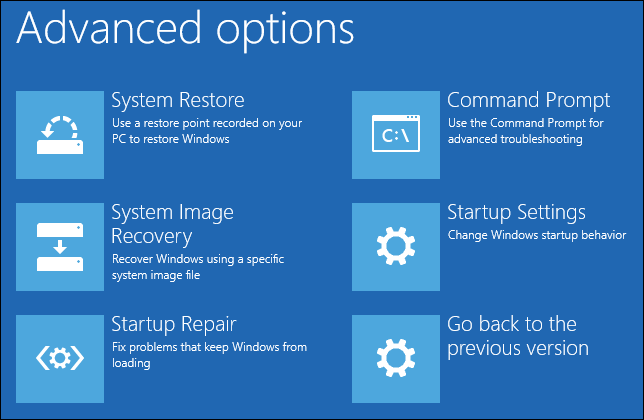 Advanced options
System Restore
Use a restore point recorded on your
PC to restore Windows
Command Prompt
Use the Command Prompt for
advanced troubleshooting
C:\
System Image
Recovery
Recover Windows using a specific
system image file
Startup Settings
Change Windows startup behavior
Startup Repair
Fix problems that keep Windows from
loading
Go back to the
previous version